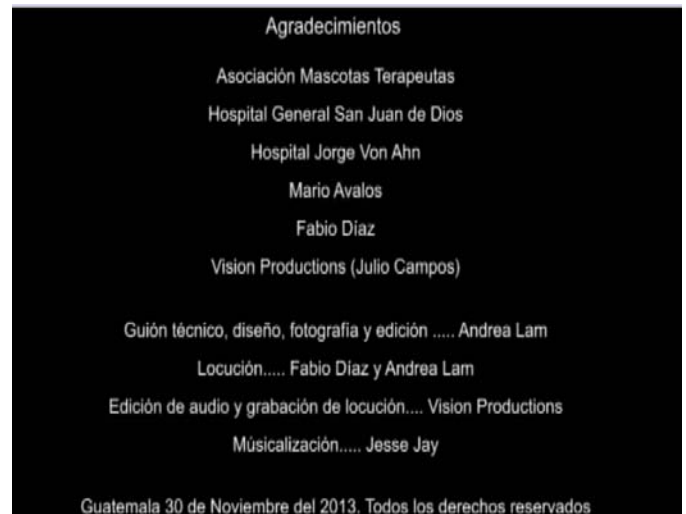 Agradecimientos
Asociación Mascotas Terapeutas
Hospital General San Juan de Dios
Hospital Jorge Von Ahn
Mario Avalos
Fabio Díaz
Vision Productions (Julio Campos)
Guión técnico, diseño, fotografía y edición ..... Andrea Lam
Locución..... Fabio Díaz y Andrea Lam
Edición de audio y grabación de locución.... Vision Productions
Músicalización..... Jesse Jay
Guatemala 30 de Noviembre del 2013. Todos los derechos reservados